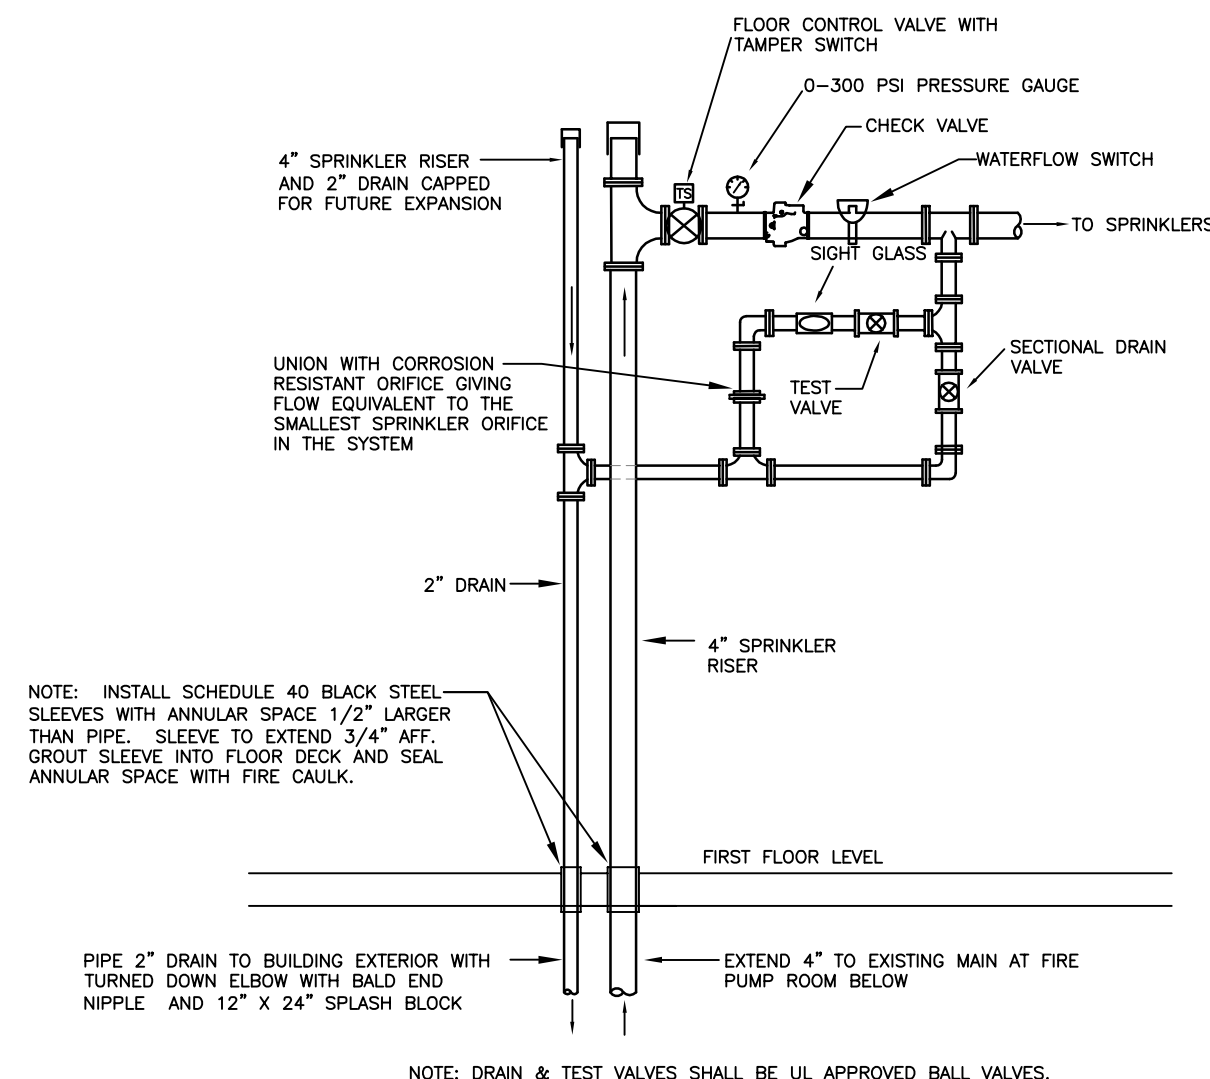 FLOOR CONTROL VALVE WITH
TAMPER SWITCH
0-300 PSI PRESSURE GAUGE
CHECK VALVE
WATERFLOW SWITCH
4" SPRINKLER RISER
AND 2" DRAIN CAPPED
FOR FUTURE EXPANSION
TS
TO SPRINKLERS
SIGHT GLASS
UNION WITH CORROSION
RESISTANT ORIFICE GIVING
FLOW EQUIVALENT TO THE
SMALLEST SPRINKLER ORIFICE
IN THE SYSTEM
TEST
VALVE
SECTIONAL DRAIN
VALVE
2" DRAIN
4" SPRINKLER
RISER
NOTE: INSTALL SCHEDULE 40 BLACK STEEL
SLEEVES WITH ANNULAR SPACE 1/2" LARGER
THAN PIPE. SLEEVE TO EXTEND 3/4" AFF.
GROUT SLEEVE INTO FLOOR DECK AND SEAL
ANNULAR SPACE WITH FIRE CAULK.
FIRST FLOOR LEVEL
PIPE 2" DRAIN TO BUILDING EXTERIOR WITH
TURNED DOWN ELBOW WITH BALD END
NIPPLE AND 12" X 24" SPLASH BLOCK
EXTEND 4" TO EXISTING MAIN AT FIRE
PUMP ROOM BELOW
NOTE: DRAIN & TEST VALVES SHALL BE UL APPROVED BALL VALVES.